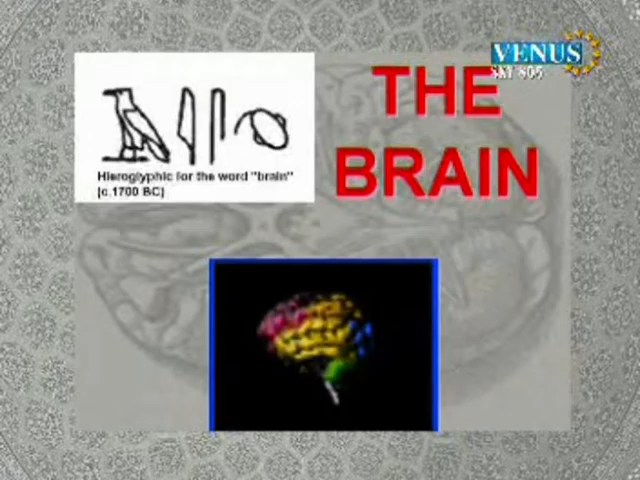 VENUS
SKY 805
THE
BRAIN
Hieroglyphic for the word "brain"
(c.1700 BC)